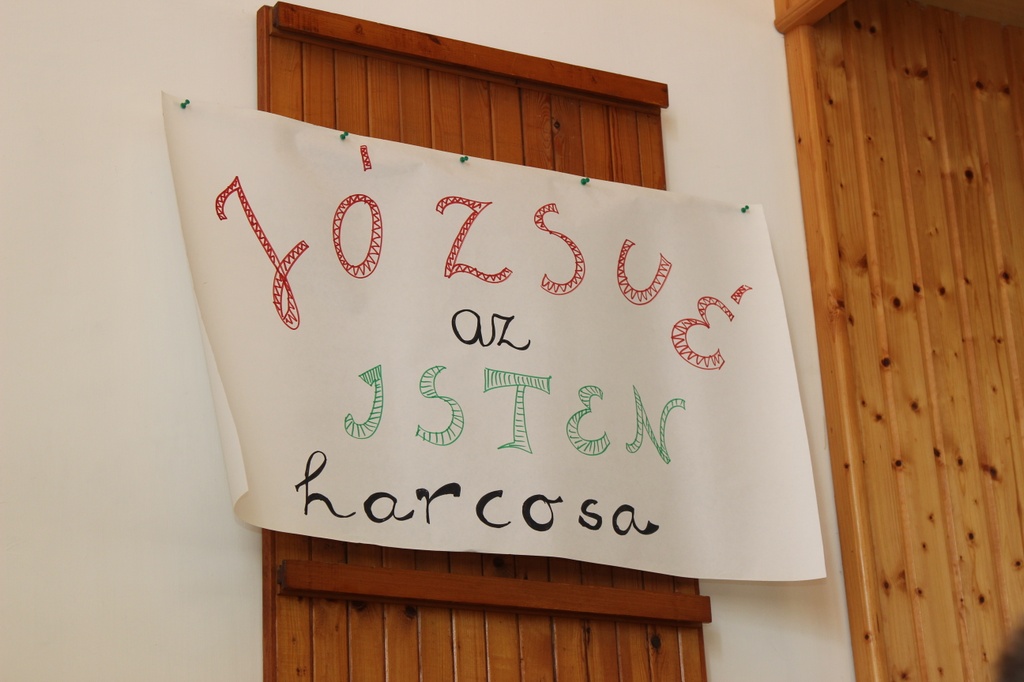 JÓZSUÉ
az
ISTEN
harcosa